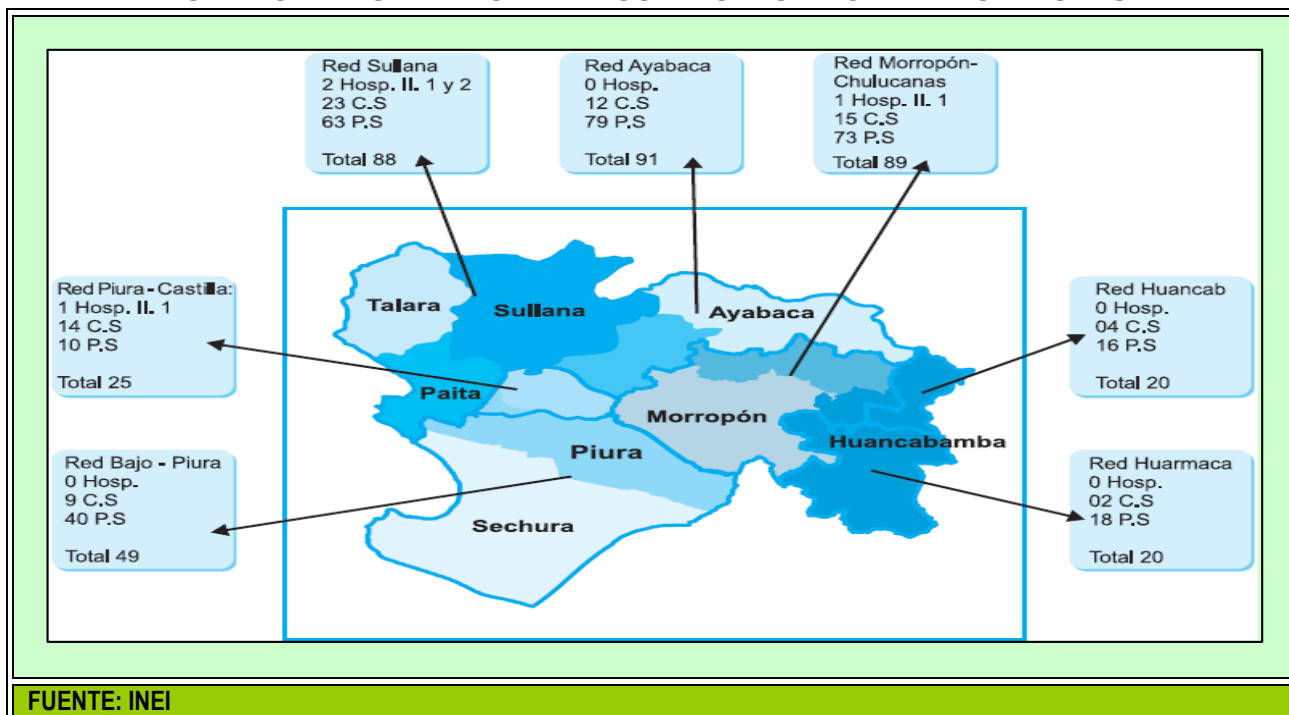 Red Sullana
2 Hosp. II. 1 y 2
23 C.S
63 P.S
Total 88
Red Ayabaca
0 Hosp.
12 C.S
79 P.S
Total 91
Red Morropón-
Chulucanas
1 Hosp. II. 1
15 C.S
73 P.S
Total 89
Red Piura - Castilla:
1 Hosp. II. 1
14 C.S
10 P.S
Total 25
Red Bajo - Piura
0 Hosp.
9 C.S
40 P.S
Total 49
Talara
Sullana
Ayabaca
Paita
Morropón
Huancabamba
Piura
Sechura
Red Huancab
0 Hosp.
04 C.S
16 P.S
Total 20
Red Huarmaca
0 Hosp.
02 C.S
18 P.S
Total 20
FUENTE: INEI